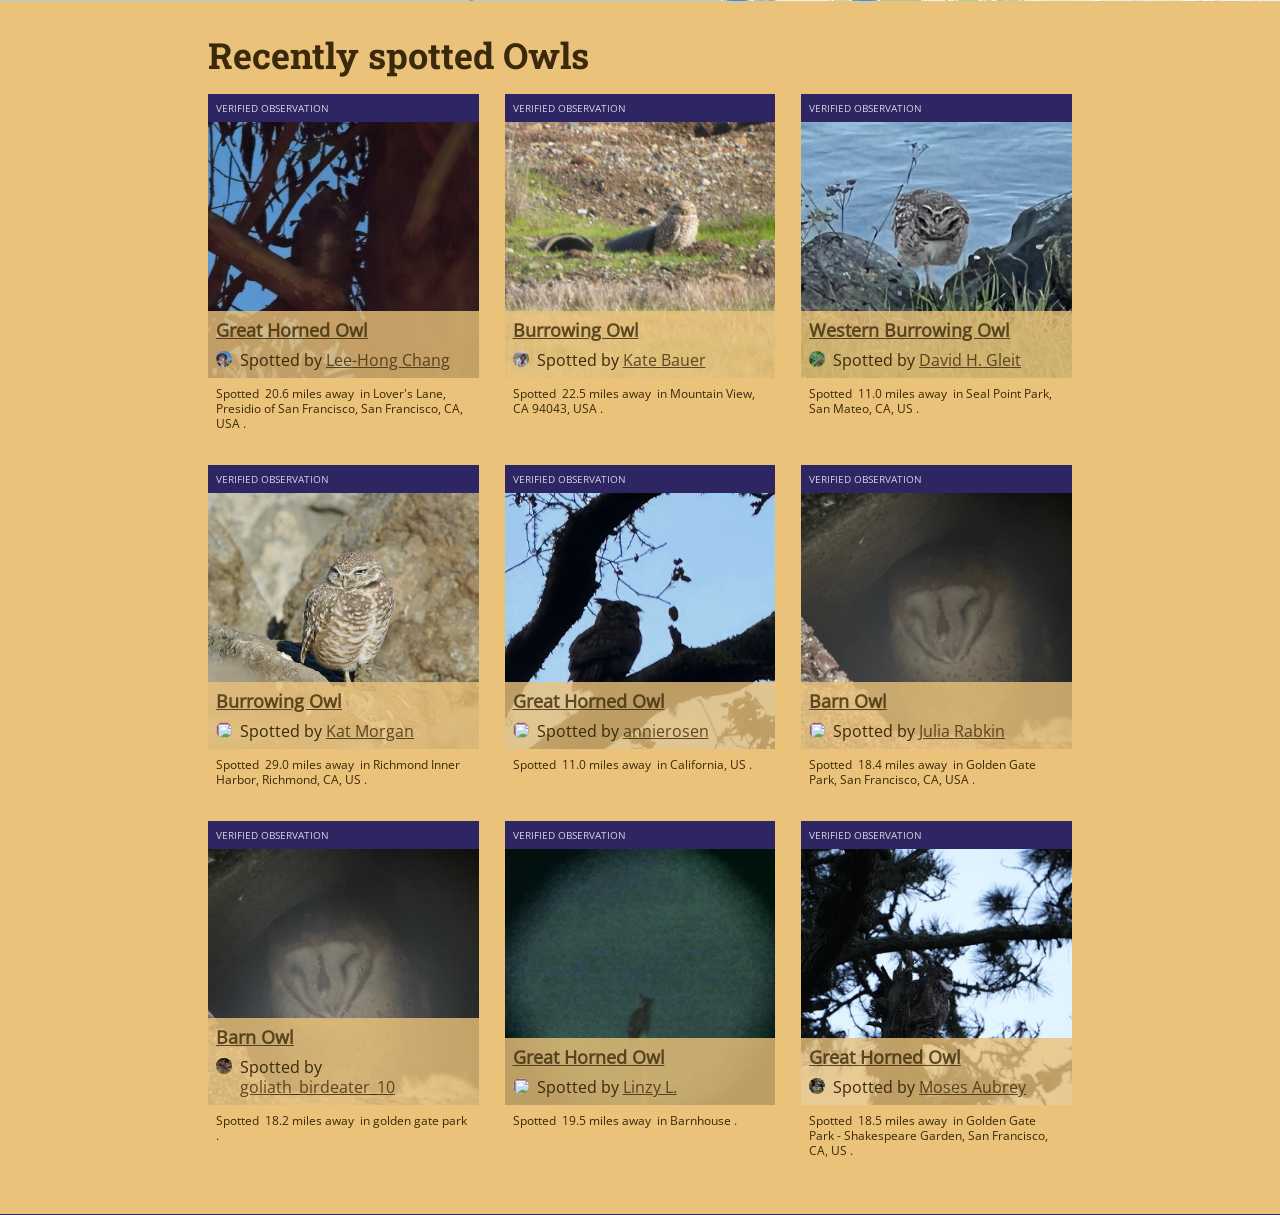 Recently spotted Owls
VERIFIED OBSERVATION
Great Horned Owl
Spotted by Lee-Hong Chang
Spotted 20.6 miles away in Lover's Lane,
Presidio of San Francisco, San Francisco, CA,
USA .
VERIFIED OBSERVATION
Burrowing Owl
Spotted by Kate Bauer
Spotted 22.5 miles away in Mountain View,
CA 94043, USA .
VERIFIED OBSERVATION
Western Burrowing Owl
Spotted by David H. Gleit
Spotted 11.0 miles away in Seal Point Park,
San Mateo, CA, US .
VERIFIED OBSERVATION
Burrowing Owl
Spotted by Kat Morgan
Spotted 29.0 miles away in Richmond Inner
Harbor, Richmond, CA, US .
VERIFIED OBSERVATION
Great Horned Owl
Spotted by annierosen
Spotted 11.0 miles away in California, US .
VERIFIED OBSERVATION
Barn Owl
Spotted by Julia Rabkin
Spotted 18.4 miles away in Golden Gate
Park, San Francisco, CA, USA .
VERIFIED OBSERVATION
Barn Owl
Spotted by
goliath_birdeater_10
Spotted 18.2 miles away in golden gate park
.
VERIFIED OBSERVATION
Great Horned Owl
Spotted by Linzy L.
Spotted 19.5 miles away in Barnhouse .
VERIFIED OBSERVATION
Great Horned Owl
Spotted by Moses Aubrey
Spotted 18.5 miles away in Golden Gate
Park - Shakespeare Garden, San Francisco,
CA, US .